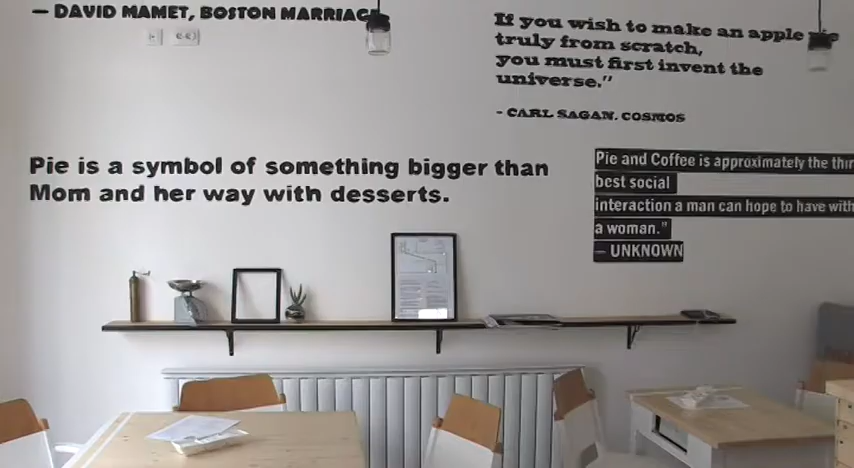 — DAVID MAMET, BOSTON MARRIAGE
If you wish to make an apple
truly from scratch,
you must first invent the
universe.”
- CARL SAGAN. COSMOS
Pie is a symbol of something bigger than
Mom and her way with desserts.
Pie and Coffee is approximately the thir
best social
interaction a man can hope to have with
a woman.”
— UNKNOWN